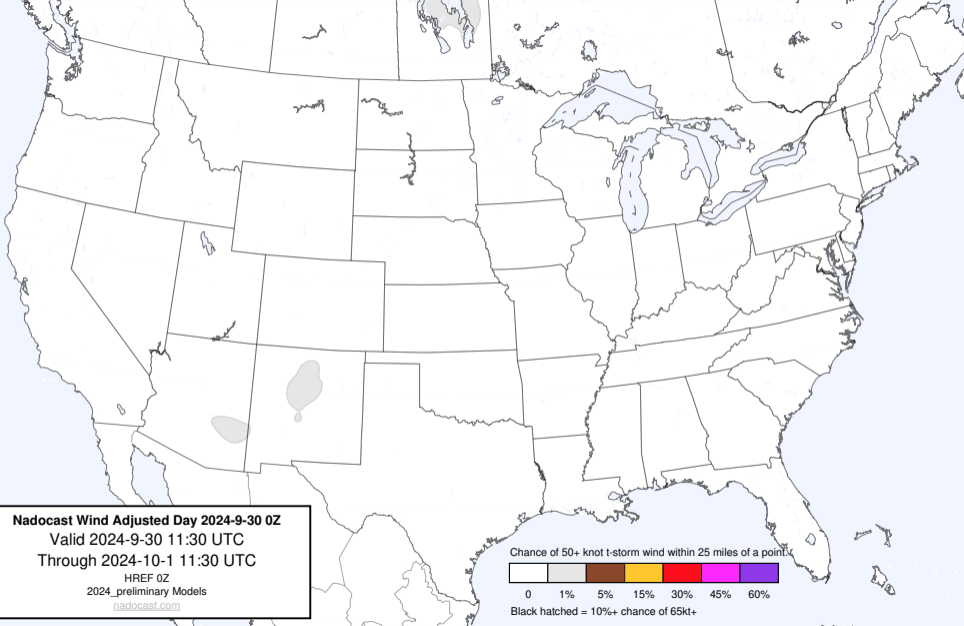 Nadocast Wind Adjusted Day 2024-9-30 0Z
Valid 2024-9-30 11:30 UTC
Through 2024-10-1 11:30 UTC
HREF 0Z
2024_preliminary Models
nadocast.com
Chance of 50+ knot t-storm wind within 25 miles of a point.
0 1% 5% 15% 30% 45% 60%
Black hatched = 10%+ chance of 65kt+